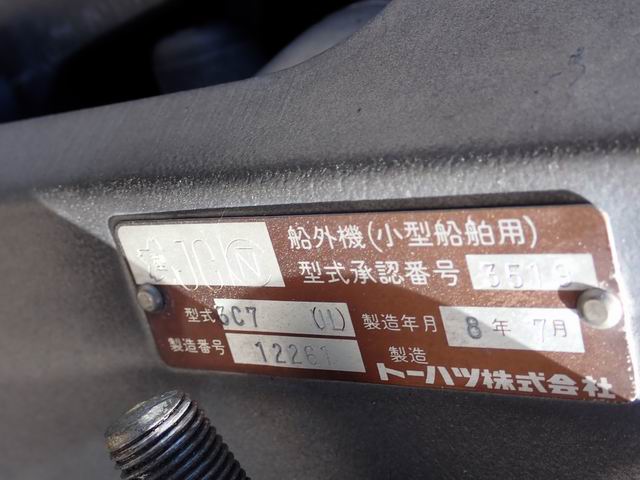 JCI Ⓝ
船外機(小型船舶用)
型式承認番号 3513
型式 3C7 (L) 製造年月 8年 7月
製造番号 12261 製造
トーハツ株式会社